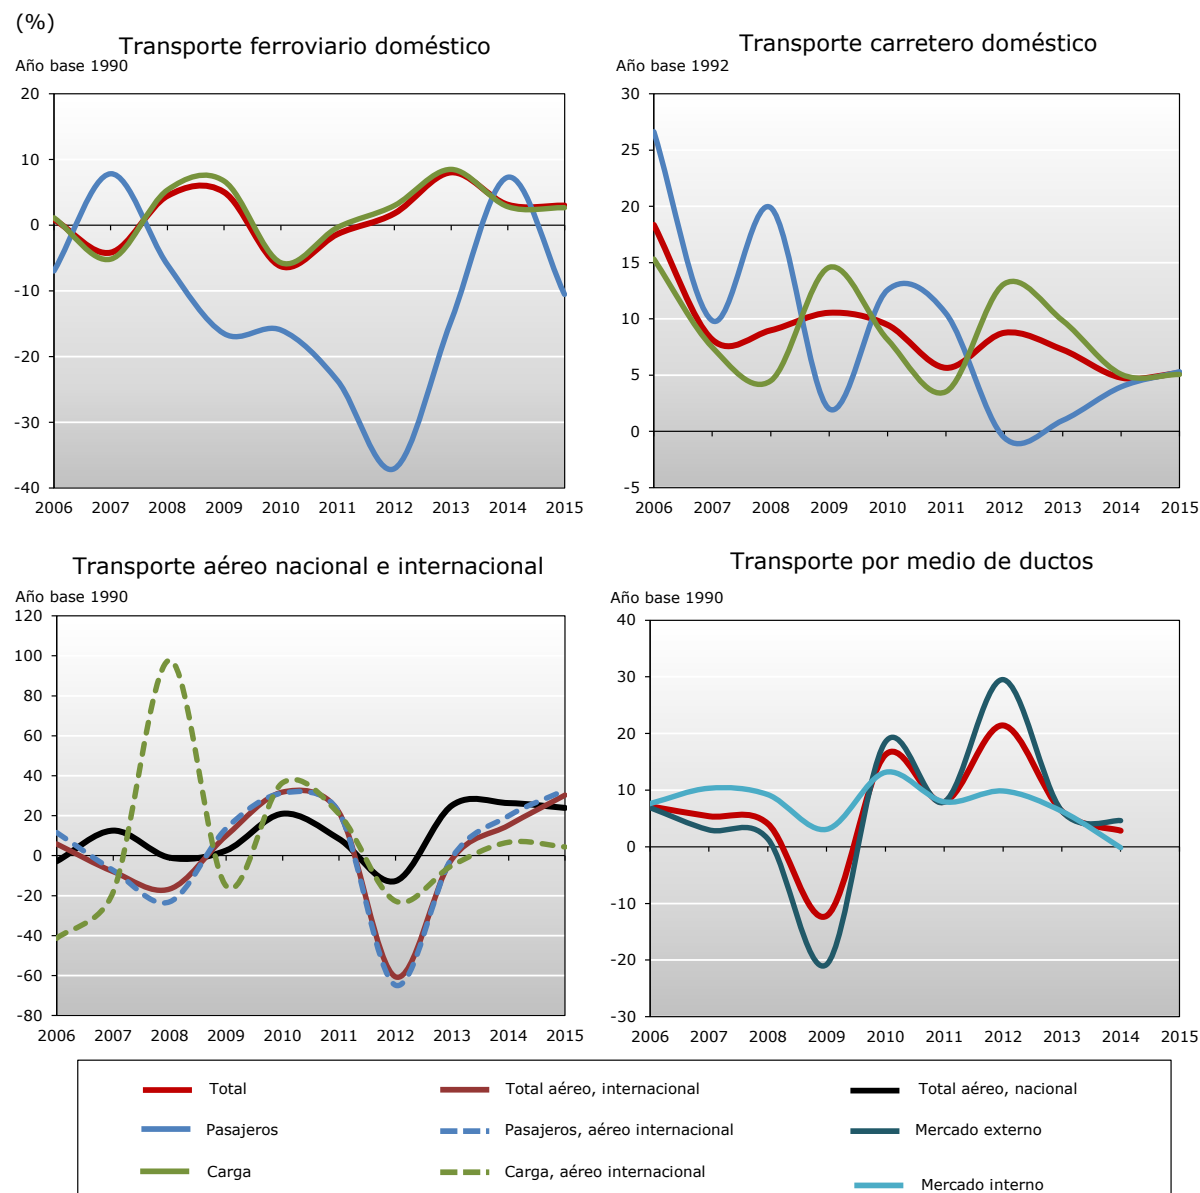 (%)
Transporte ferroviario doméstico
Año base 1990
20
10
0
-10
-20
-30
-40
2006 2007 2008 2009 2010 2011 2012 2013 2014 2015
Transporte carretero doméstico
Año base 1992
30
25
20
15
10
5
0
-5
2006 2007 2008 2009 2010 2011 2012 2013 2014 2015
Transporte aéreo nacional e internacional
Año base 1990
120
100
80
60
40
20
0
-20
-40
-60
-80
2006 2007 2008 2009 2010 2011 2012 2013 2014 2015
Transporte por medio de ductos
Año base 1990
40
30
20
10
0
-10
-20
-30
2006 2007 2008 2009 2010 2011 2012 2013 2014 2015
Total
Total aéreo, internacional
Total aéreo, nacional
Pasajeros
Pasajeros, aéreo internacional
Mercado externo
Carga
Carga, aéreo internacional
Mercado interno